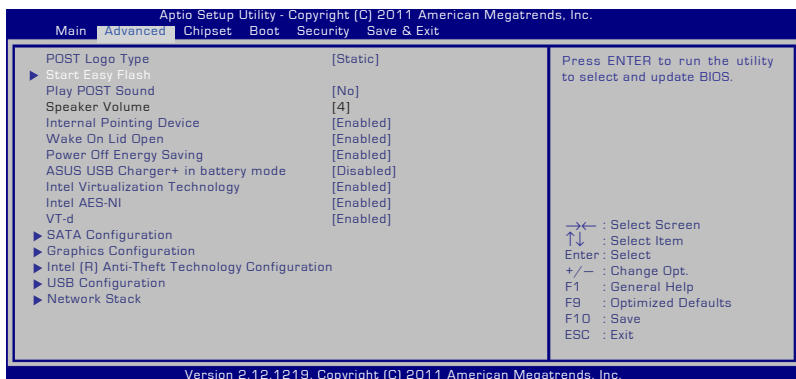 Aptio Setup Utility - Copyright (C) 2011 American Megatrends, Inc.
Main Advanced Chipset Boot Security Save & Exit
POST Logo Type [Static]
Start Easy Flash
Play POST Sound [No]
Speaker Volume [4]
Internal Pointing Device [Enabled]
Wake On Lid Open [Enabled]
Power Off Energy Saving [Enabled]
ASUS USB Charger+ in battery mode [Disabled]
Intel Virtualization Technology [Enabled]
Intel AES-NI [Enabled]
VT-d [Enabled]
SATA Configuration
Graphics Configuration
Intel (R) Anti-Theft Technology Configuration
USB Configuration
Network Stack
Press ENTER to run the utility
to select and update BIOS.
→← : Select Screen
↑↓ : Select Item
Enter : Select
+/— : Change Opt.
F1 : General Help
F9 : Optimized Defaults
F10 : Save
ESC : Exit
Version 2.12.1219. Copyright (C) 2011 American Megatrends, Inc.